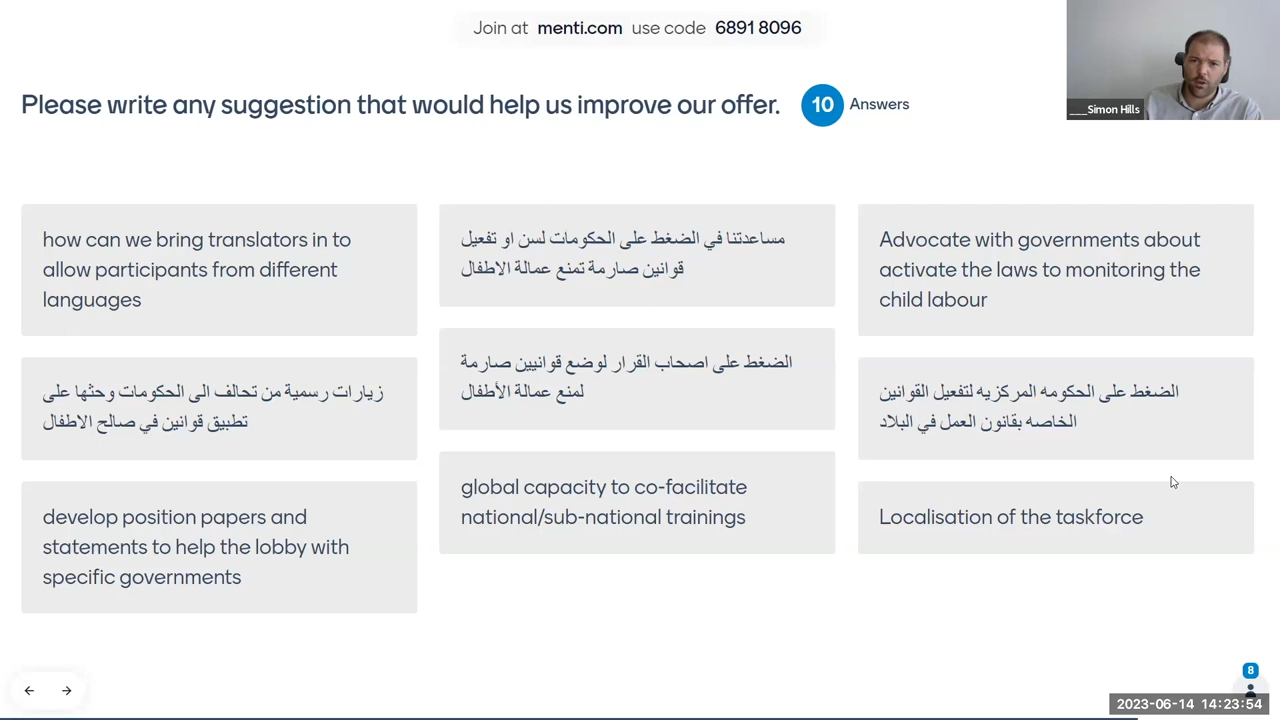 Join at menti.com use code 6891 8096
Please write any suggestion that would help us improve our offer. 10 Answers
___Simon Hills
how can we bring translators in to
allow participants from different
languages
زيارات رسمية من تحالف الى الحكومات وحثها على
تطبيق قوانين في صالح الاطفال
develop position papers and
statements to help the lobby with
specific governments
مساعدتنا في الضغط على الحكومات لسن او تفعيل
قوانين صارمة تمنع عمالة الاطفال
الضغط على اصحاب القرار لوضع قوانيين صارمة
لمنع عمالة الأطفال
global capacity to co-facilitate
national/sub-national trainings
Advocate with governments about
activate the laws to monitoring the
child labour
الضغط على الحكومه المركزيه لتفعيل القوانين
الخاصه بقانون العمل في البلاد
Localisation of the taskforce
8
2023-06-14 14:23:54